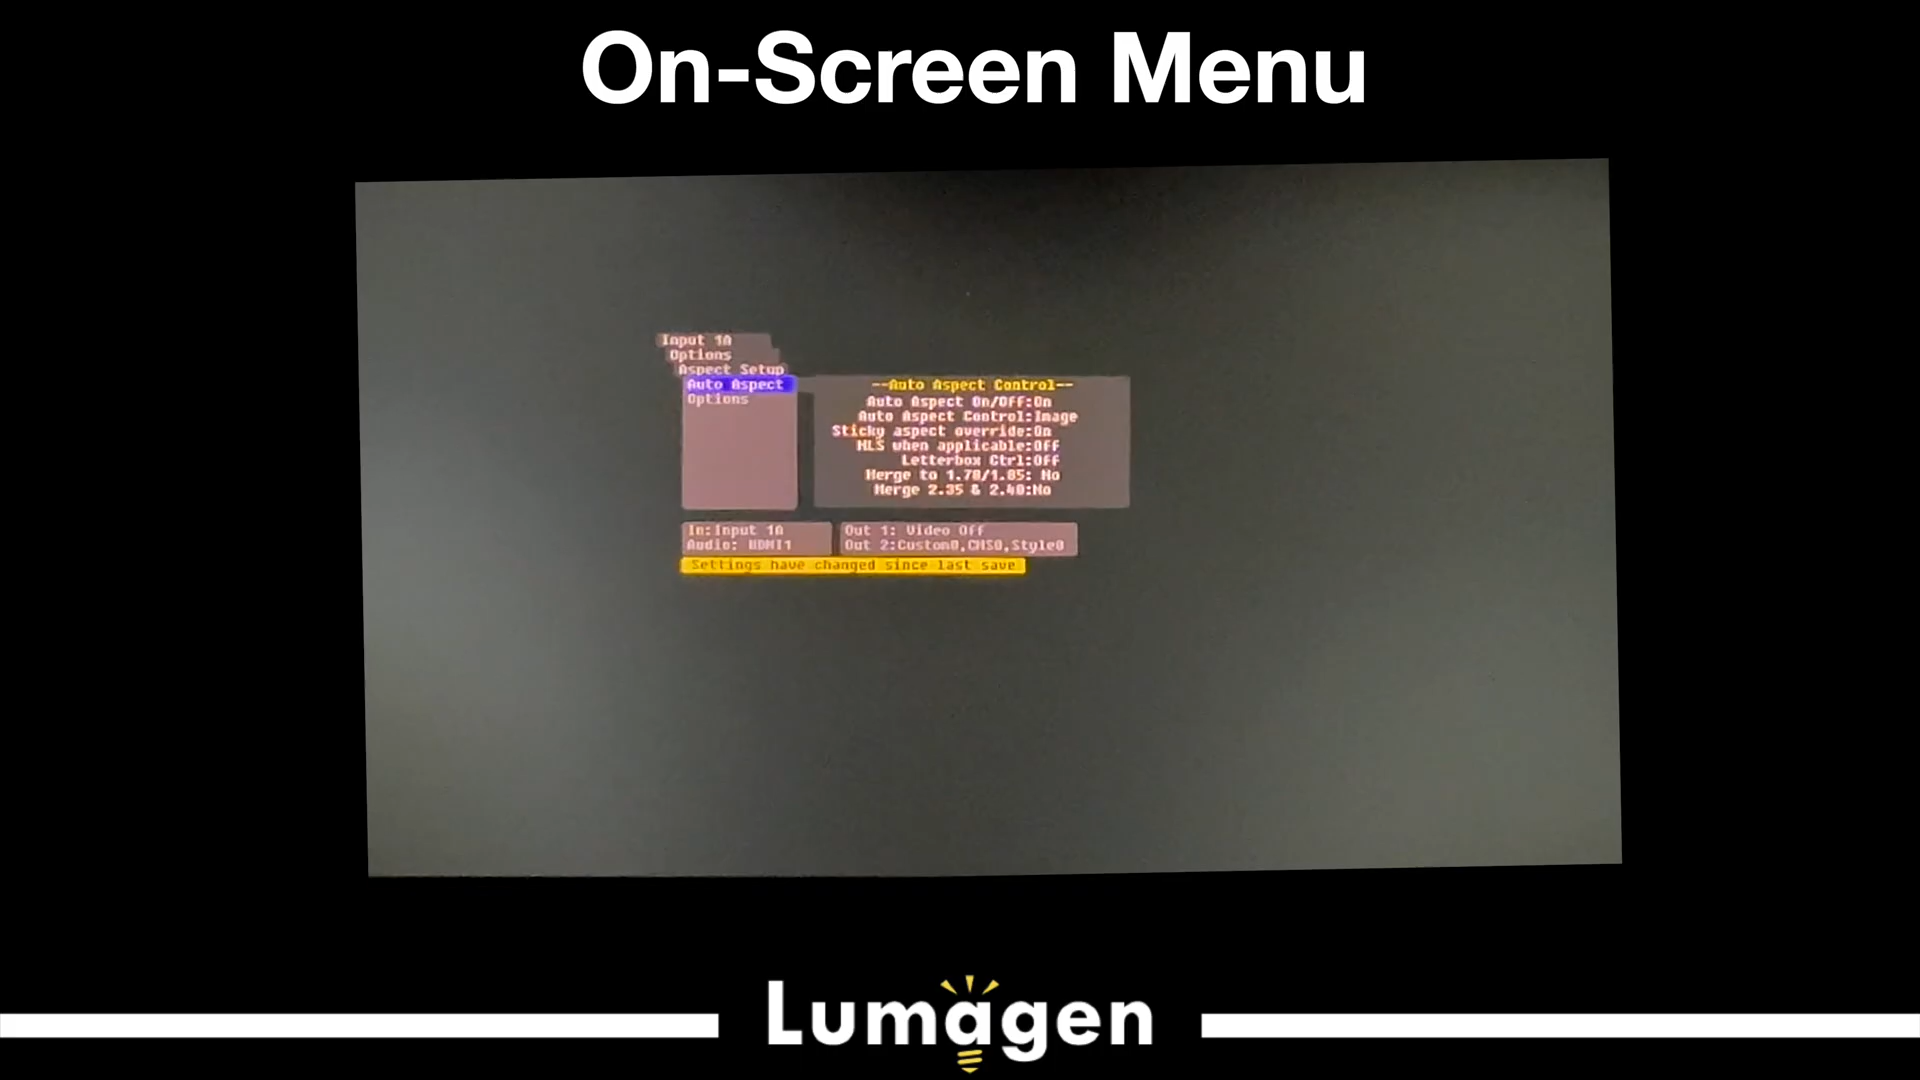 On-Screen Menu
Input 1A
Options
Aspect Setup
Auto Aspect
Options
--Auto Aspect Control--
Auto Aspect On/Off:On
Auto Aspect Control:Image
Sticky aspect override:On
NLS when applicable:Off
Letterbox Ctrl:Off
Merge to 1.78/1.85: No
Merge 2.35 & 2.40:No
In:Input 1A
Audio: HDMI1
Out 1: Video Off
Out 2:Custom0,CMS0,Style0
Settings have changed since last save
Lumagen